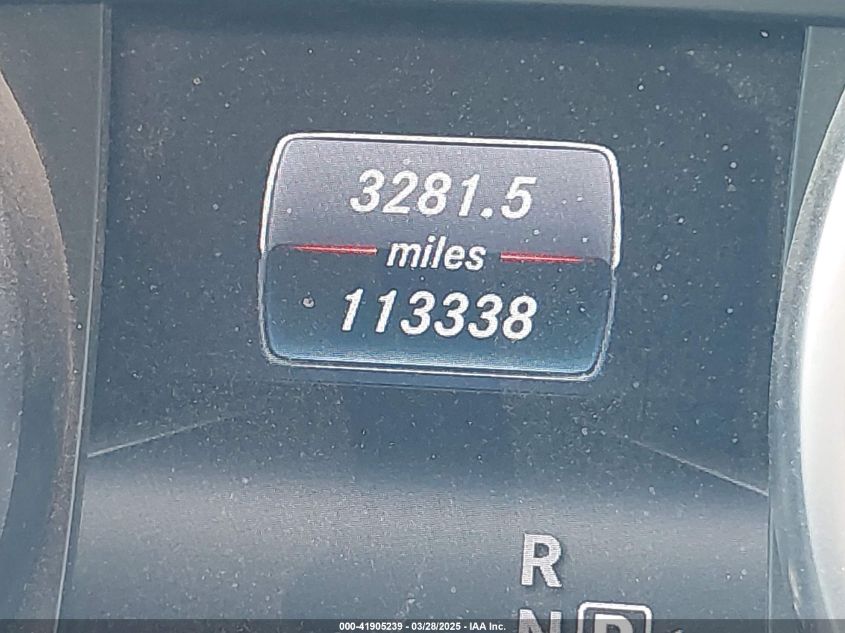 3281.5
miles
113338
R
N D
000-41905239 - 03/28/2025 - IAA Inc.